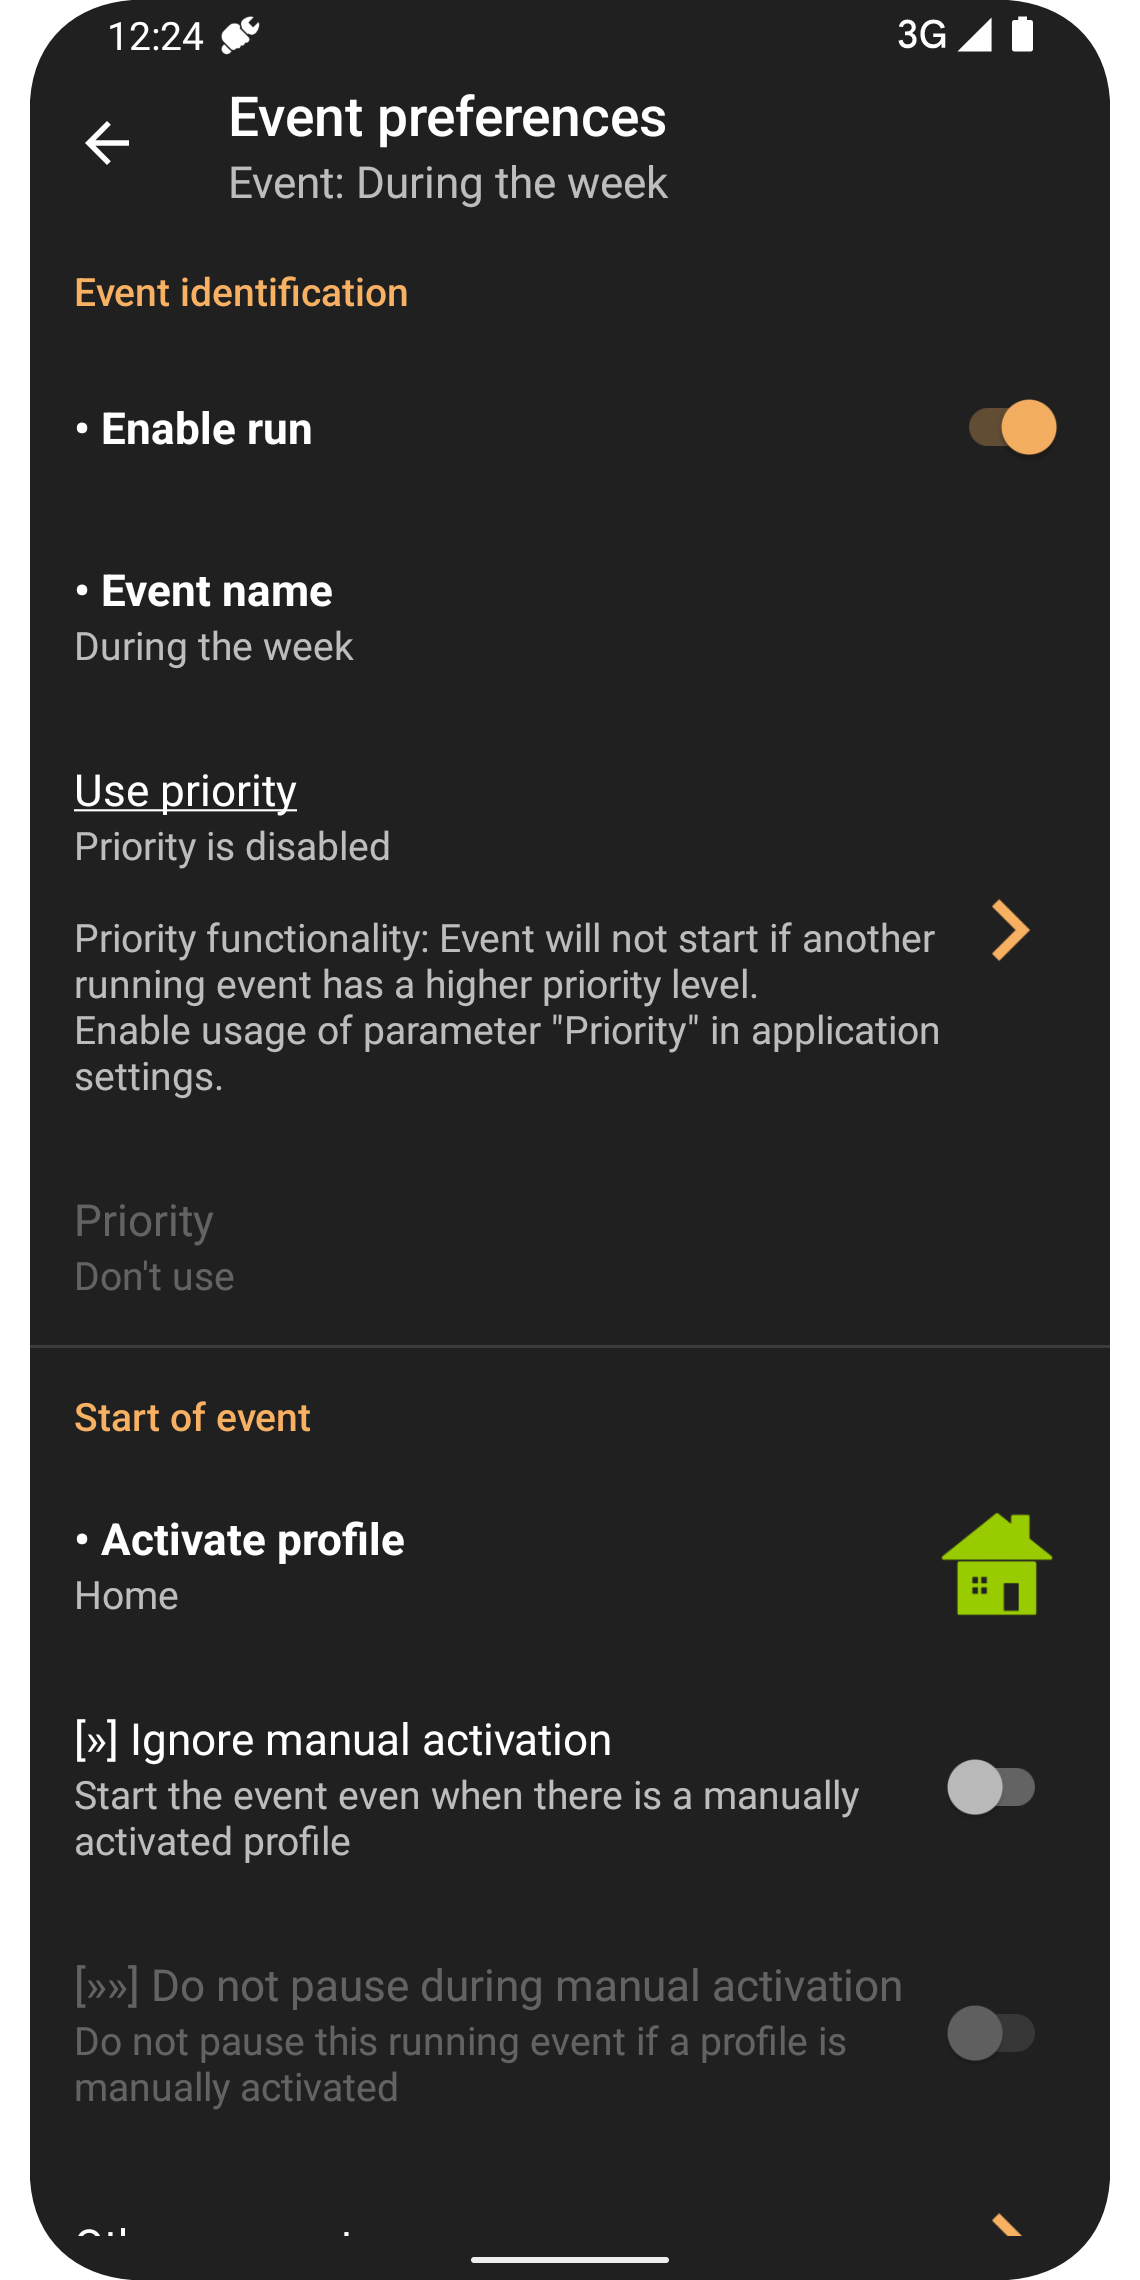 12:24
3G
Event preferences
Event: During the week
Event identification
• Enable run
• Event name
During the week
Use priority
Priority is disabled
Priority functionality: Event will not start if another
running event has a higher priority level.
Enable usage of parameter "Priority" in application
settings.
Priority
Don't use
Start of event
• Activate profile
Home
[»] Ignore manual activation
Start the event even when there is a manually
activated profile
[»»] Do not pause during manual activation
Do not pause this running event if a profile is
manually activated